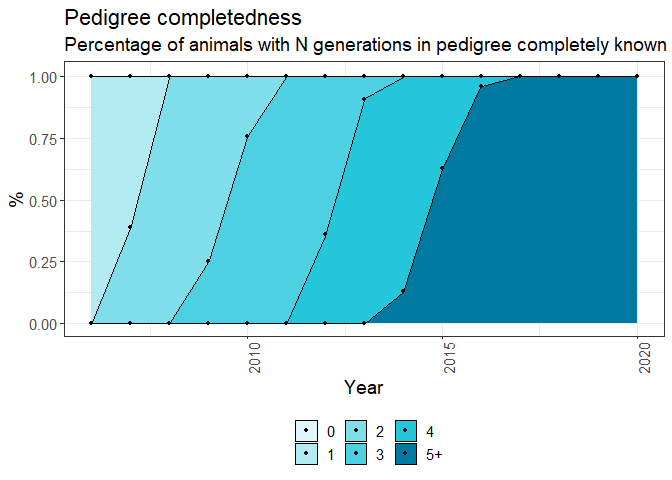 Pedigree completedness
Percentage of animals with N generations in pedigree completely known
1.00
0.75
0.50
0.25
0.00
%
2010
2015
2020
Year
0 2 4
1 3 5+